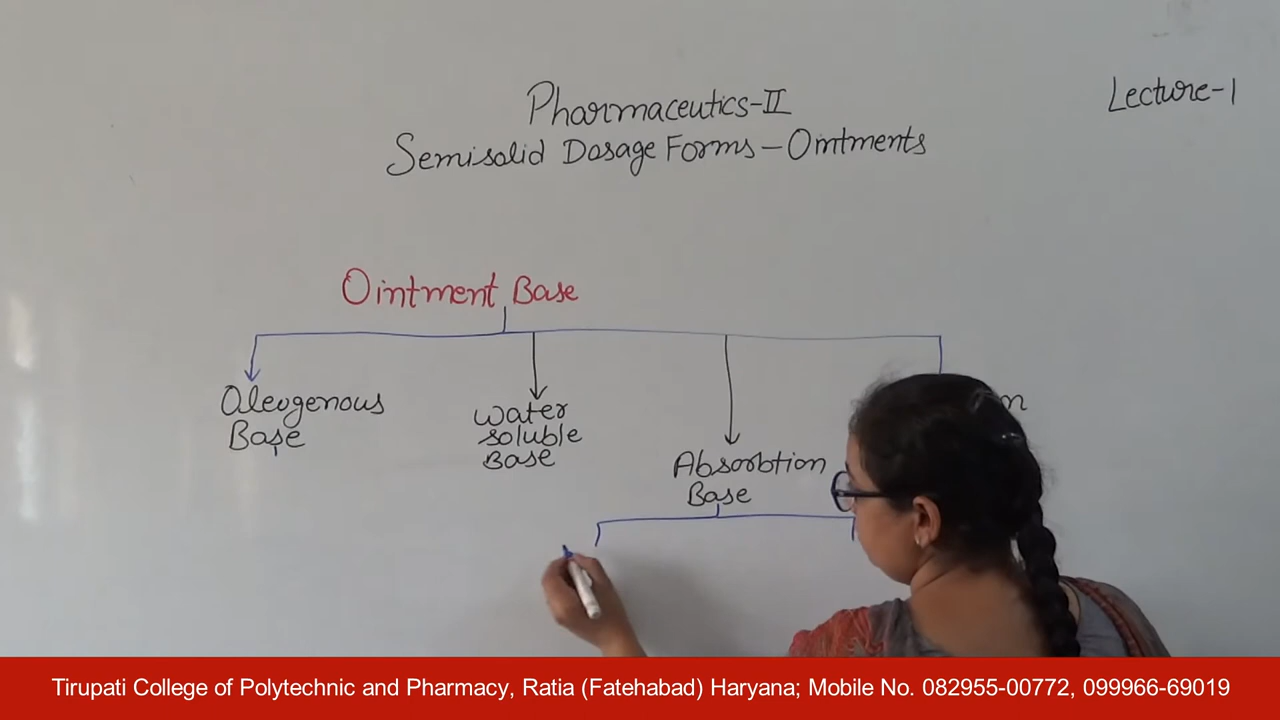 Pharmaceutics-II
Lecture-1
Semisolid Dosage Forms - Ointments
Ointment Base
Oleogenous
Base
Water
soluble
Base
Absorbtion
Base
Tirupati College of Polytechnic and Pharmacy, Ratia (Fatehabad) Haryana; Mobile No. 082955-00772, 099966-69019